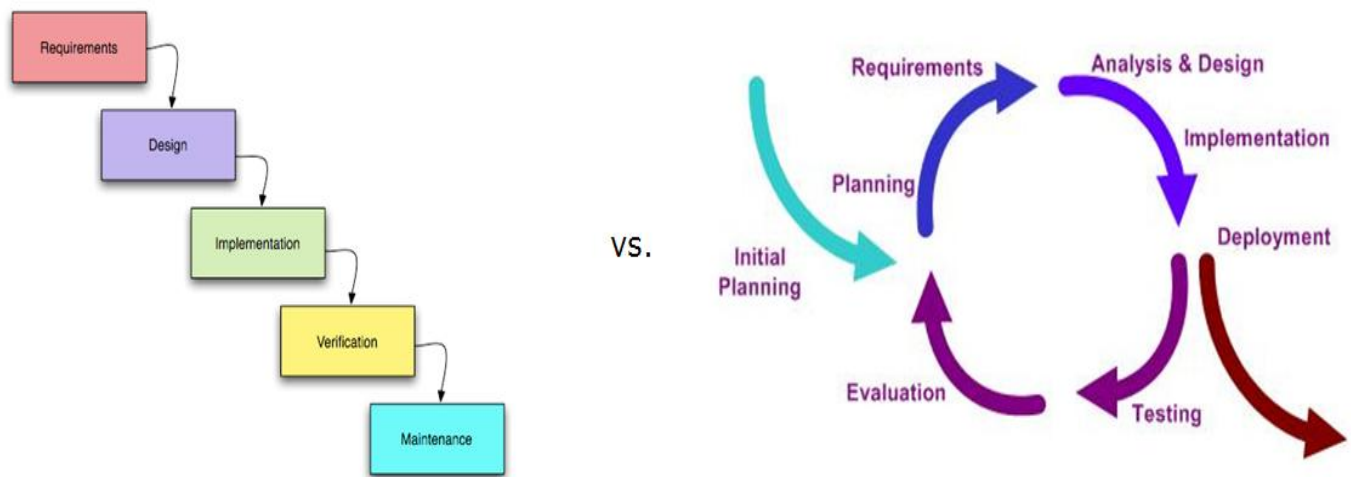 Requirements
Design
Implementation
Verification
Maintenance
vs.
Requirements
Analysis & Design
Implementation
Planning
Deployment
Initial
Planning
Evaluation
Testing